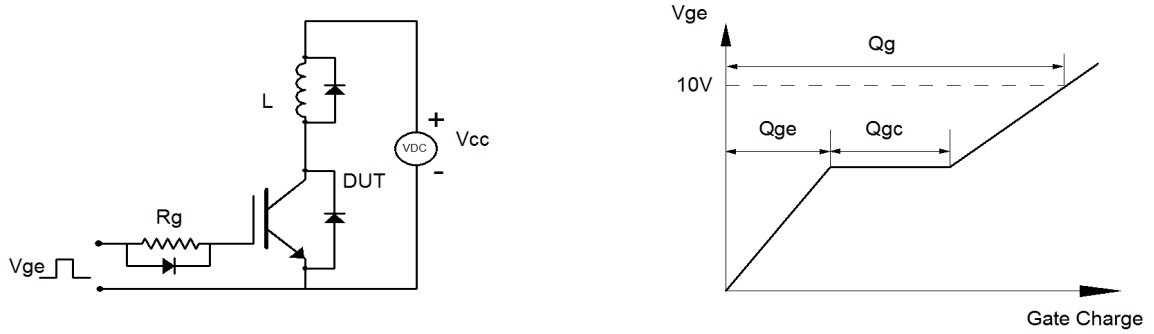 L
+
VDC
Vcc
-
DUT
Rg
Vge
Vge
Qg
10V
Qge
Qgc
Gate Charge